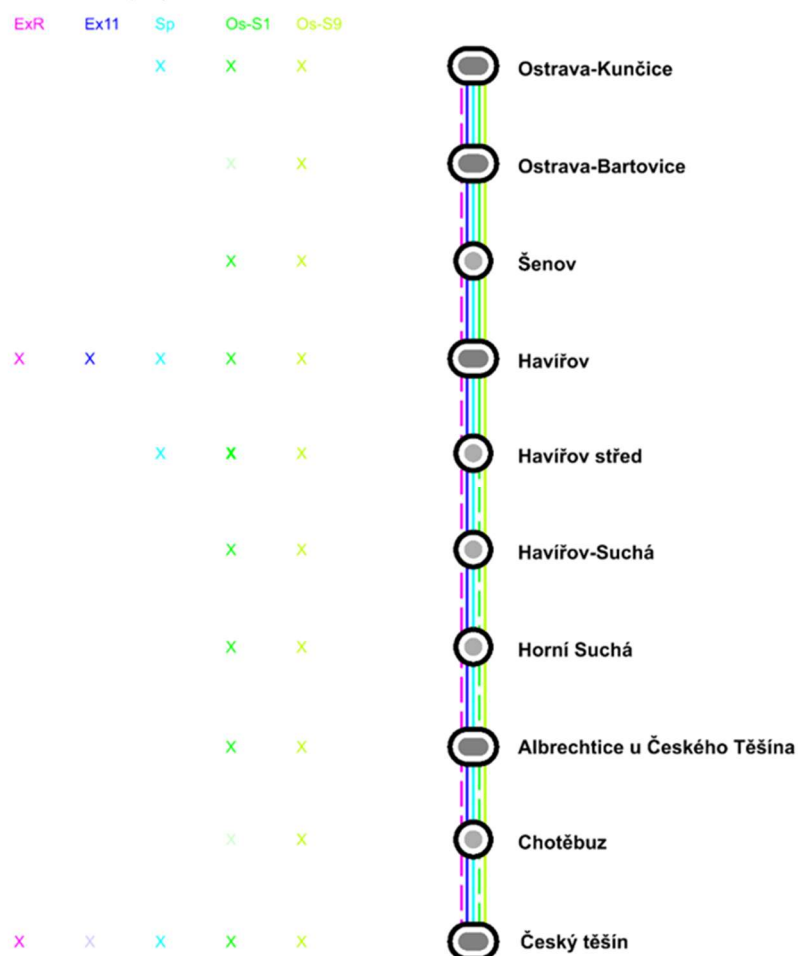 ExR Ex11 Sp Os-S1 Os-S9
X X X Ostrava-Kunčice
X X Ostrava-Bartovice
X X Šenov
X X X X X Havířov
X X X Havířov střed
X X Havířov-Suchá
X X Horní Suchá
X X Albrechtice u Českého Těšína
X X Chotěbuz
X X X X X Český těšín